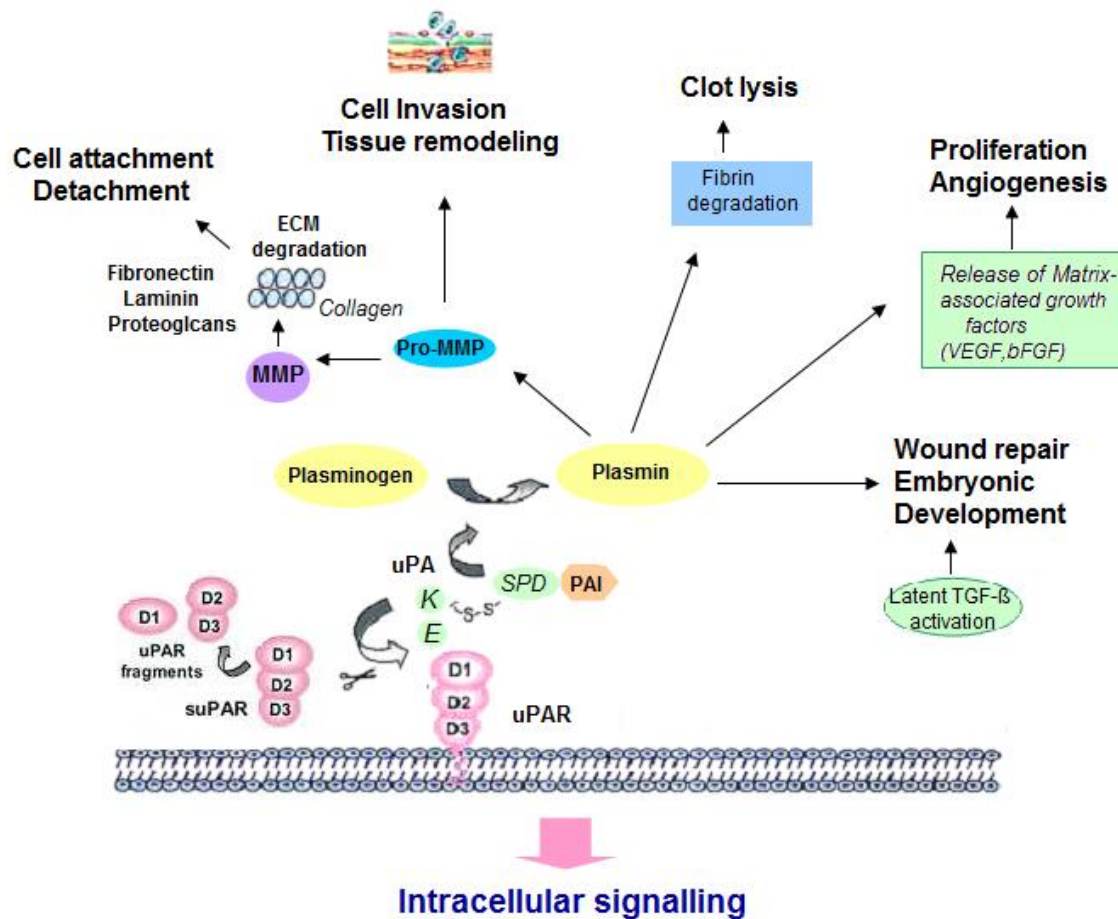 Cell Invasion
Tissue remodeling
Clot lysis
Cell attachment
Detachment
Proliferation
Angiogenesis
Fibrin
degradation
ECM
degradation
Fibronectin
Laminin
Proteoglcans
Collagen
Release of Matrix-
associated growth
factors
(VEGF,bFGF)
MMP
Pro-MMP
Plasminogen
Plasmin
Wound repair
Embryonic
Development
uPA
SPD
PAI
K
S-S
E
Latent TGF-ß
activation
D1
D2
D3
uPAR
fragments
D1
D2
D3
suPAR
D1
D2
D3
uPAR
Intracellular signalling